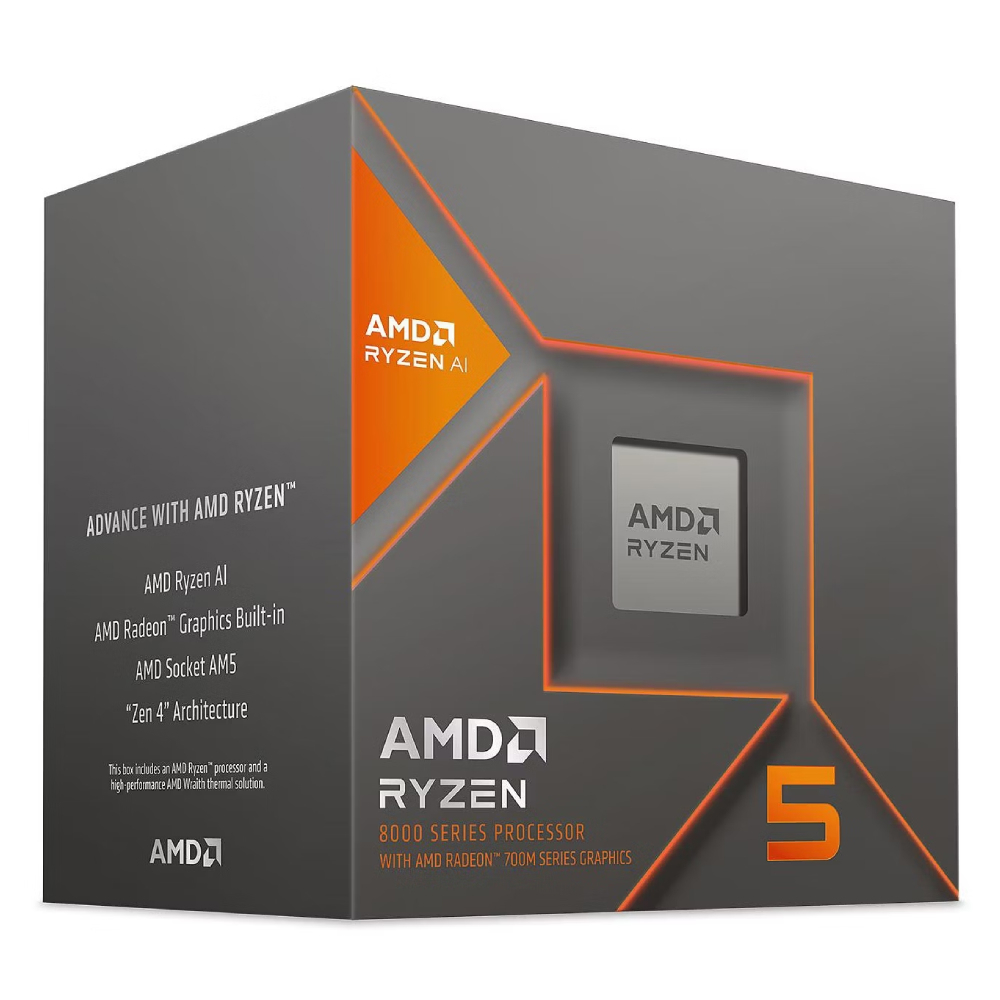 ADVANCE WITH AMD RYZEN™
AMD Ryzen AI
AMD Radeon™ Graphics Built-in
AMD Socket AM5
“Zen 4” Architecture
This box includes an AMD Ryzen™ processor and a
high-performance AMD Wraith thermal solution.
AMD
AMD
RYZEN AI
AMD
RYZEN
AMD
RYZEN
8000 SERIES PROCESSOR
WITH AMD RADEON™ 700M SERIES GRAPHICS
5